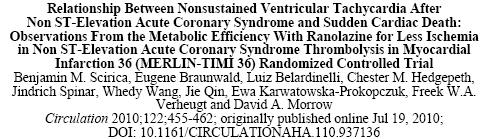 Relationship Between Nonsustained Ventricular Tachycardia After
Non ST-Elevation Acute Coronary Syndrome and Sudden Cardiac Death:
Observations From the Metabolic Efficiency With Ranolazine for Less Ischemia
in Non ST-Elevation Acute Coronary Syndrome Thrombolysis in Myocardial
Infarction 36 (MERLIN-TIMI 36) Randomized Controlled Trial
Benjamin M. Scirica, Eugene Braunwald, Luiz Belardinelli, Chester M. Hedgepeth,
Jindrich Spinar, Whedy Wang, Jie Qin, Ewa Karwatowska-Prokopczuk, Freek W.A.
Verheugt and David A. Morrow
Circulation 2010;122;455-462; originally published online Jul 19, 2010;
DOI: 10.1161/CIRCULATIONAHA.110.937136